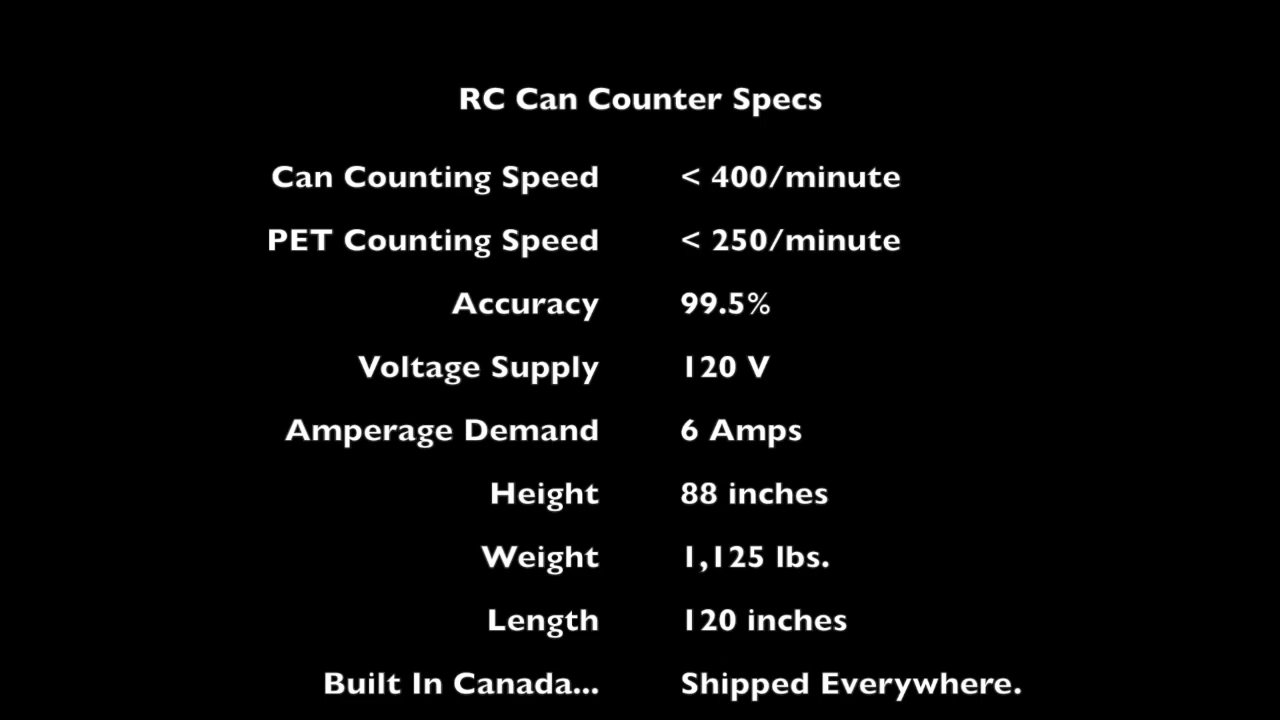 RC Can Counter Specs
Can Counting Speed < 400/minute
PET Counting Speed < 250/minute
Accuracy 99.5%
Voltage Supply 120 V
Amperage Demand 6 Amps
Height 88 inches
Weight 1,125 lbs.
Length 120 inches
Built In Canada... Shipped Everywhere.